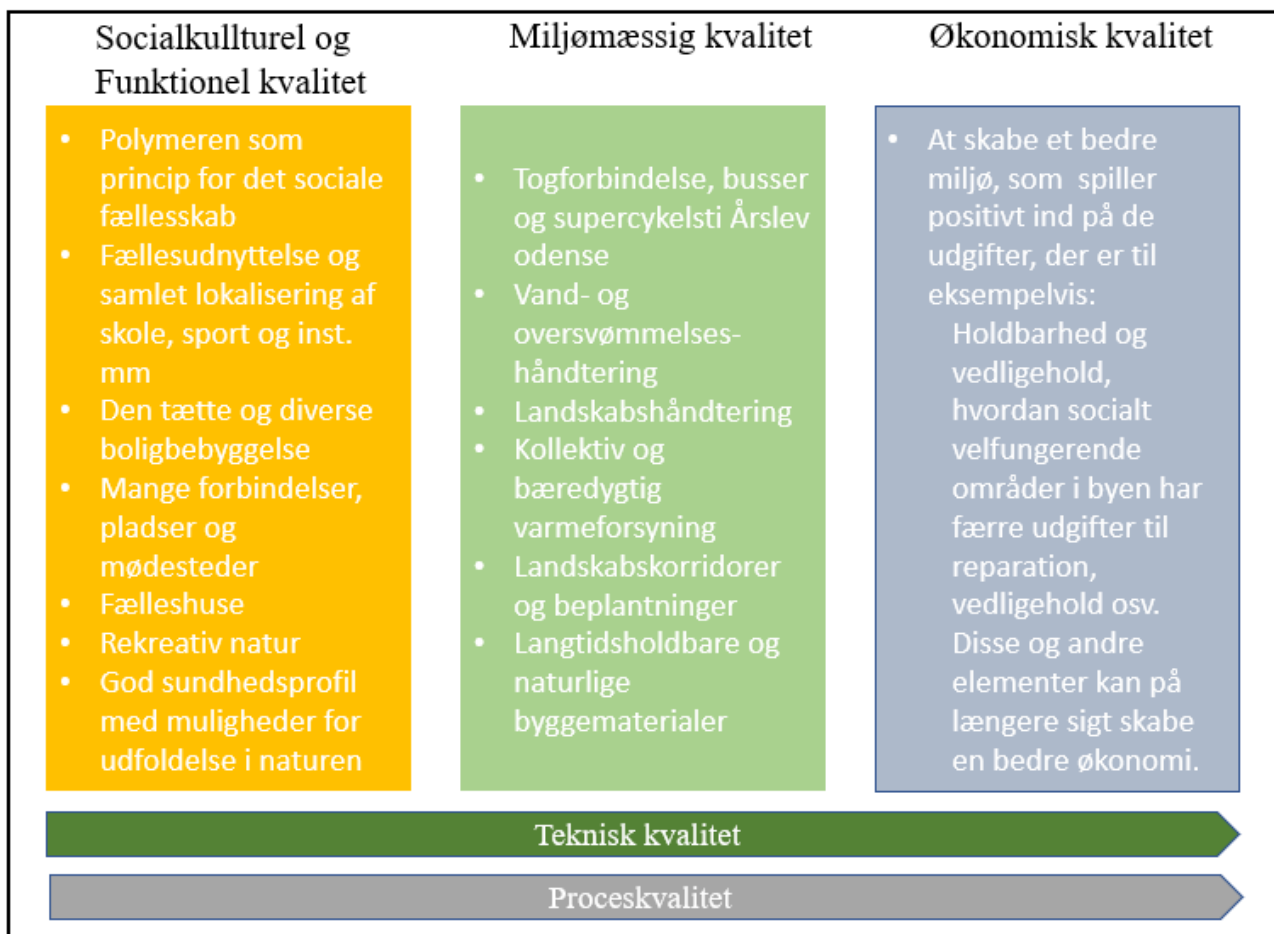 Socialkullturel og
Funktionel kvalitet
• Polymeren som
princip for det sociale
fællesskab
• Fællesudnyttelse og
samlet lokalisering af
skole, sport og inst.
mm
• Den tætte og diverse
boligbebyggelse
• Mange forbindelser,
pladser og
mødesteder
• Fælleshuse
• Rekreativ natur
• God sundhedsprofil
med muligheder for
udfoldelse i naturen
Miljømæssig kvalitet
• Togforbindelse, busser
og supercykelsti Årslev
odense
• Vand- og
oversvømmelses-
håndtering
• Landskabshåndtering
• Kollektiv og
bæredygtig
varmeforsyning
• Landskabskorridorer
og beplantninger
• Langtidsholdbare og
naturlige
byggematerialer
Økonomisk kvalitet
• At skabe et bedre
miljø, som spiller
positivt ind på de
udgifter, der er til
eksempelvis:
Holdbarhed og
vedligehold,
hvordan socialt
velfungerende
områder i byen har
færre udgifter til
reparation,
vedligehold osv.
Disse og andre
elementer kan på
længere sigt skabe
en bedre økonomi.
Teknisk kvalitet
Proceskvalitet